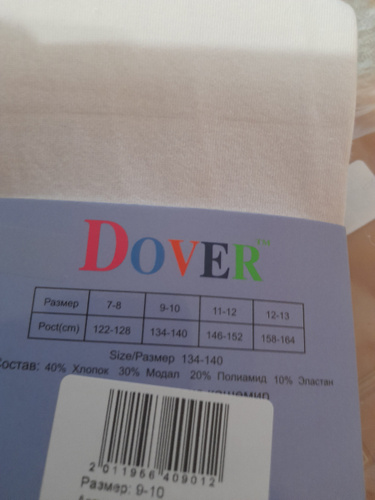 DOVER™
Размер 7-8 9-10 11-12 12-13
Рост(cm) 122-128 134-140 146-152 158-164
Size/Размер 134-140
Состав: 40% Хлопок 30% Модал 20% Полиамид 10% Эластан
кашемир
2 011956 409012
Размер: 9-10